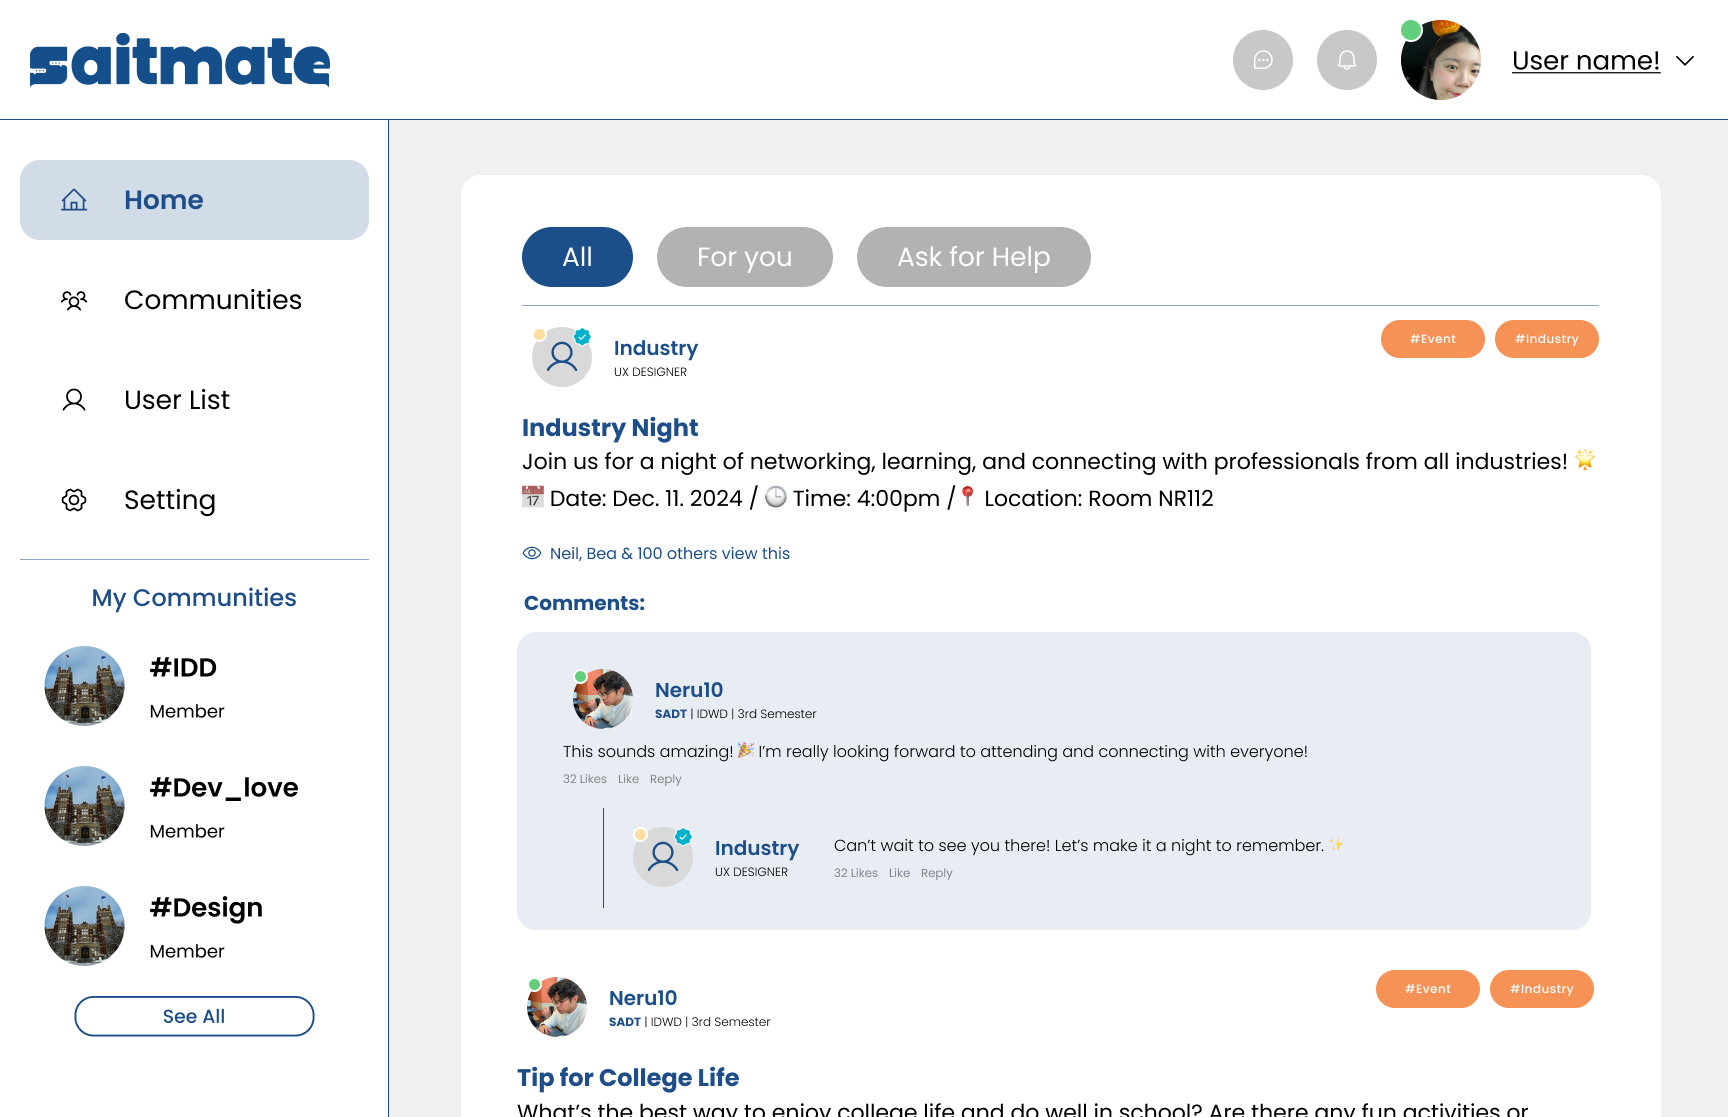 saitmate
User name!
Home
Communities
User List
Setting
My Communities
#IDD
Member
#Dev_love
Member
#Design
Member
See All
All
For you
Ask for Help
Industry
UX DESIGNER
#Event
#Industry
Industry Night
Join us for a night of networking, learning, and connecting with professionals from all industries! 🌟
📅 Date: Dec. 11. 2024 / 🕒 Time: 4:00pm /📍 Location: Room NR112
Neil, Bea & 100 others view this
Comments:
Neru10
SADT | IDWD | 3rd Semester
This sounds amazing! 🎉 I’m really looking forward to attending and connecting with everyone!
32 Likes Like Reply
Industry
UX DESIGNER
Can’t wait to see you there! Let’s make it a night to remember. ✨
32 Likes Like Reply
Neru10
SADT | IDWD | 3rd Semester
#Event
#Industry
Tip for College Life
What’s the best way to enjoy college life and do well in school? Are there any fun activities or